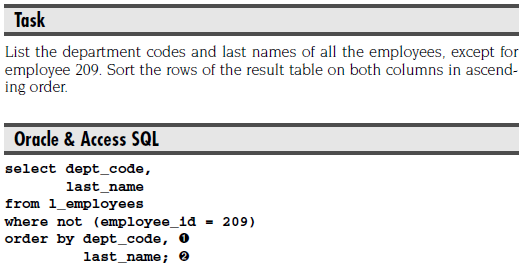 Task
List the department codes and last names of all the employees, except for
employee 209. Sort the rows of the result table on both columns in ascend-
ing order.
Oracle & Access SQL
select dept_code,
last_name
from l_employees
where not (employee_id = 209)
order by dept_code, ❶
last_name; ❷